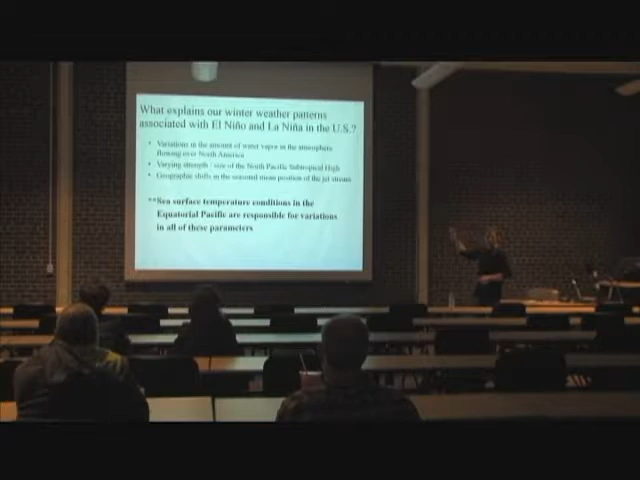 What explains our winter weather patterns
associated with El Niño and La Niña in the U.S.?
• Variations in the amount of water vapor in the atmosphere
flowing over North America
• Varying strength / size of the North Pacific Subtropical High
• Geographic shifts in the seasonal mean position of the jet stream
**Sea surface temperature conditions in the
Equatorial Pacific are responsible for variations
in all of these parameters